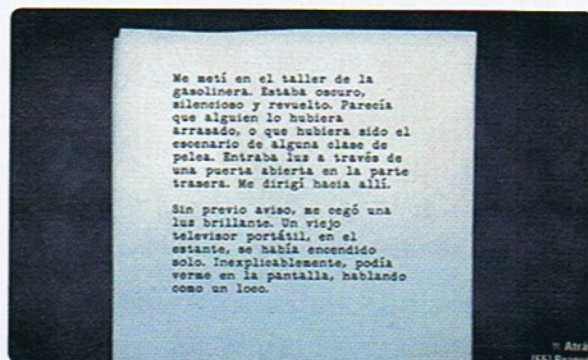 Me metí en el taller de la
gasolinera. Estaba oscuro,
silencioso y revuelto. Parecía
que alguien lo hubiera
arrasado, o que hubiera sido el
escenario de alguna clase de
pelea. Entraba luz a través de
una puerta abierta en la parte
trasera. Me dirigí hacia allí.
Sin previo aviso, me cegó una
luz brillante. Un viejo
televisor portátil, en el
estante, se había encendido
solo. Inexplicablemente, podía
verme en la pantalla, hablando
como un loco.